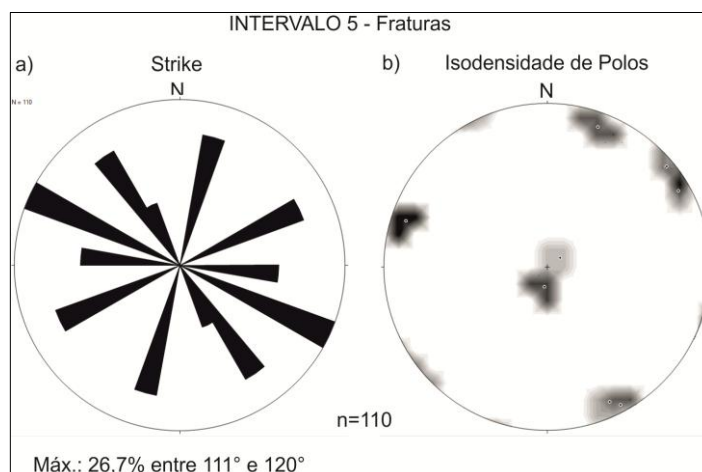 INTERVALO 5 - Fraturas
a) Strike
b) Isodensidade de Polos
N
N
N = 110
n=110
Máx.: 26,7% entre 111° e 120°